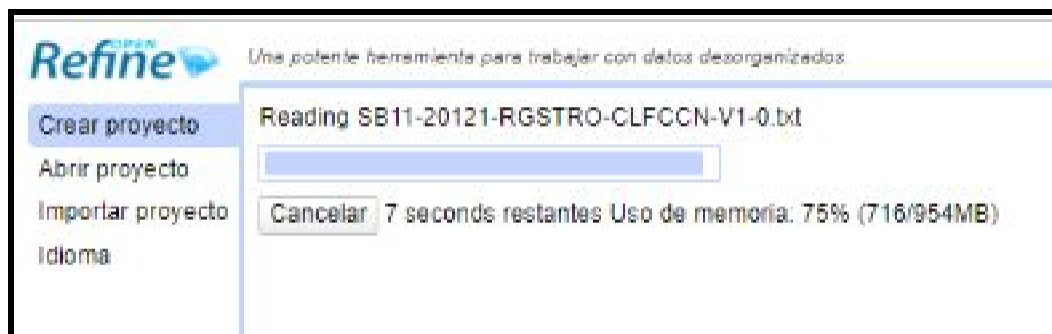 OPEN
Refine
Una potente herramienta para trabajar con datos desorganizados
Crear proyecto
Abrir proyecto
Importar proyecto
Idioma
Reading SB11-20121-RGSTRO-CLFCCN-V1-0.txt
Cancelar 7 seconds restantes Uso de memoria: 75% (716/954MB)